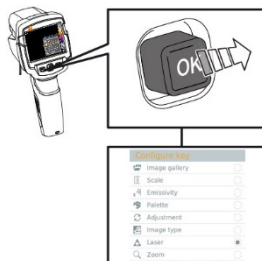 OK
Configure key
Image gallery
Scale
Emissivity
Palette
Adjustment
Image type
Laser
Zoom